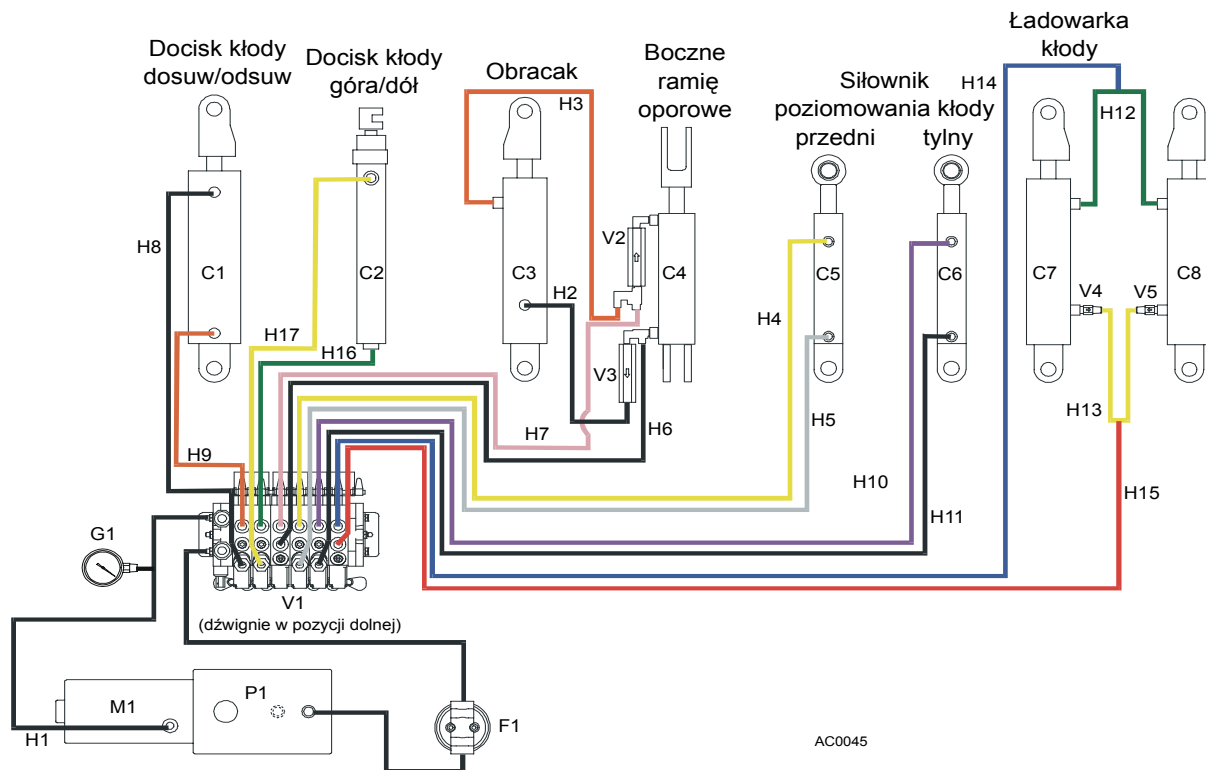 Docisk kłody
dosuw/odsuw
Docisk kłody
góra/dół
Obracak
Boczne
ramię
oporowe
Siłownik
poziomowania kłody
przedni
tylny
Ładowarka
kłody
H14
H3
H12
H8
V2
C1
C2
C3
C4
C5
C6
C7
C8
V4
V5
H2
H4
H17
H16
V3
H13
H5
H7
H6
H9
H10
H15
H11
G1
V1
(dźwignie w pozycji dolnej)
M1
P1
F1
H1
AC0045